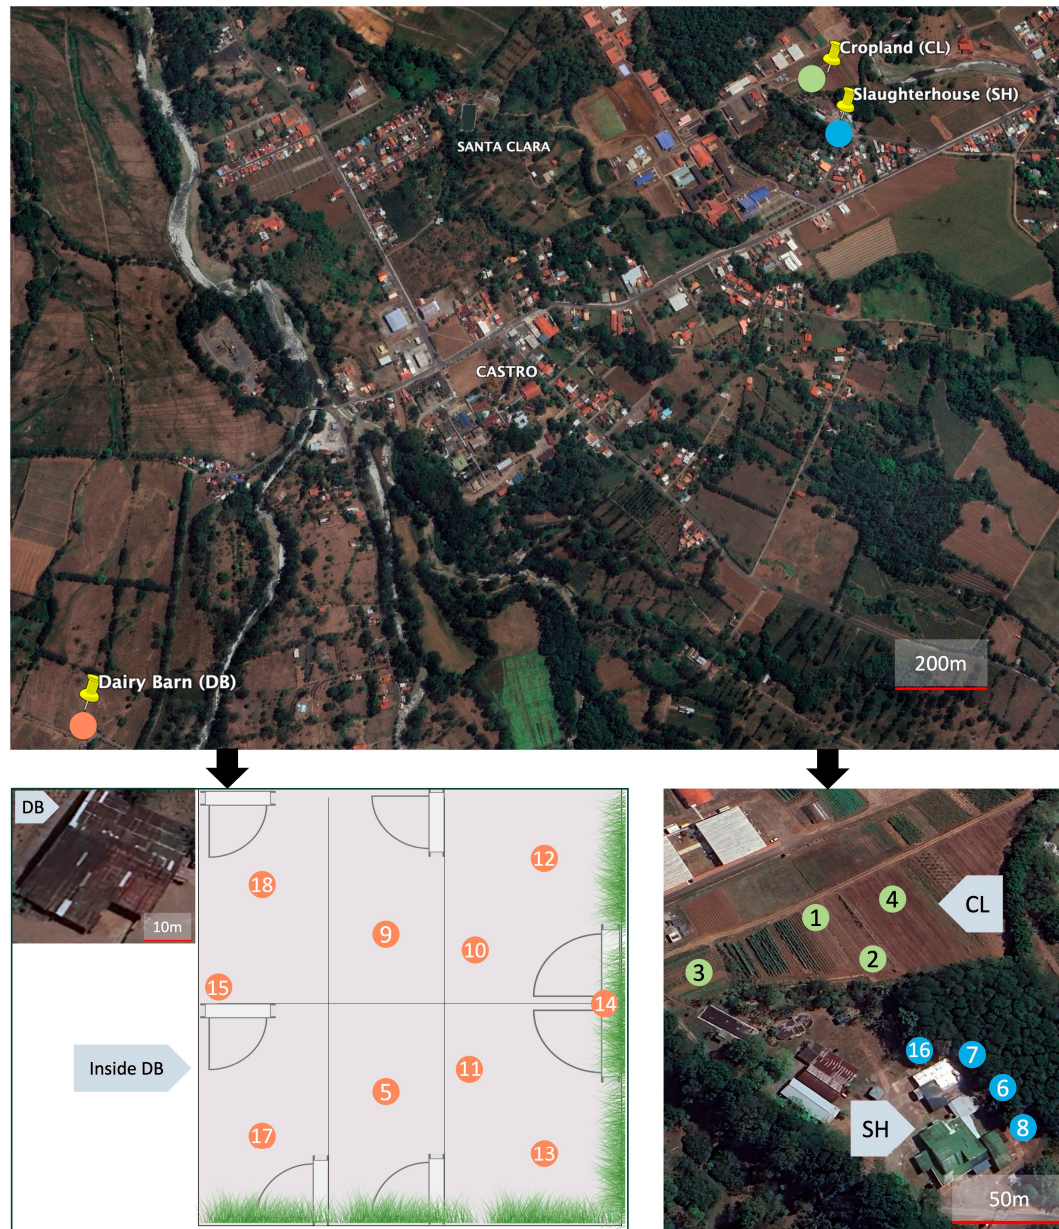 Cropland (CL)
Slaughterhouse (SH)
SANTA CLARA
CASTRO
200m
Dairy Barn (DB)
DB
10m
12
18
9
10
15
14
Inside DB
11
5
17
13
4
1
CL
2
3
16
7
6
8
SH
50m